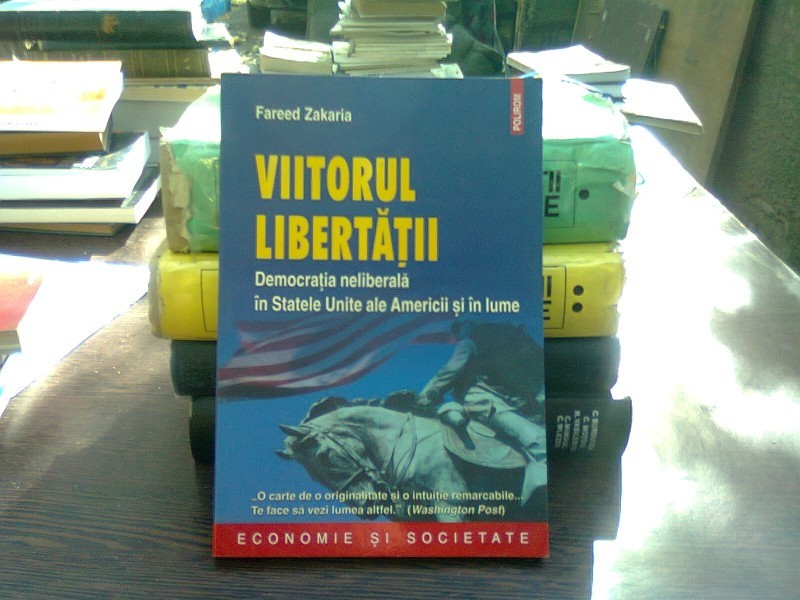 Fareed Zakaria
POLIROM
VIITORUL
LIBERTĂȚII
Democrația neliberală
în Statele Unite ale Americii și în lume
„O carte de o originalitate și o intuiție remarcabile...
Te face să vezi lumea altfel.” (Washington Post)
ECONOMIE ȘI SOCIETATE